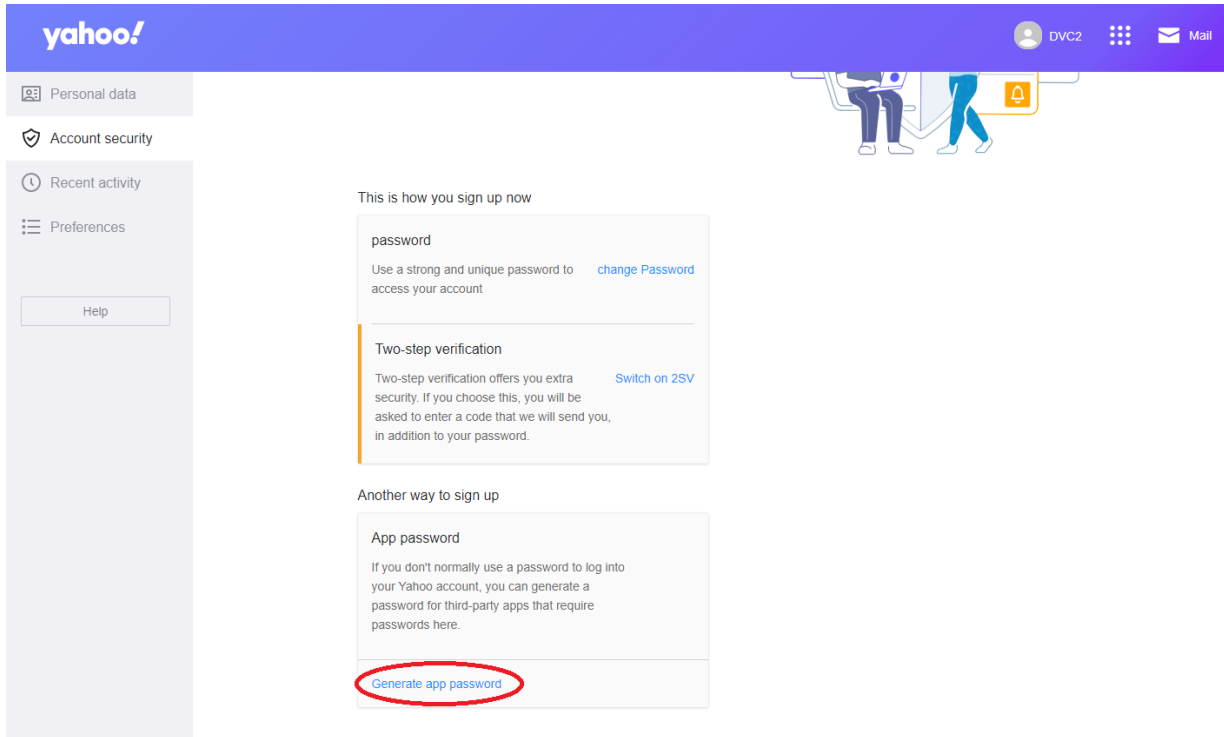 yahoo!
DVC2
Mail
Personal data
Account security
Recent activity
Preferences
Help
This is how you sign up now
password
Use a strong and unique password to
access your account
change Password
Two-step verification
Two-step verification offers you extra
security. If you choose this, you will be
asked to enter a code that we will send you,
in addition to your password.
Switch on 2SV
Another way to sign up
App password
If you don't normally use a password to log into
your Yahoo account, you can generate a
password for third-party apps that require
passwords here.
Generate app password